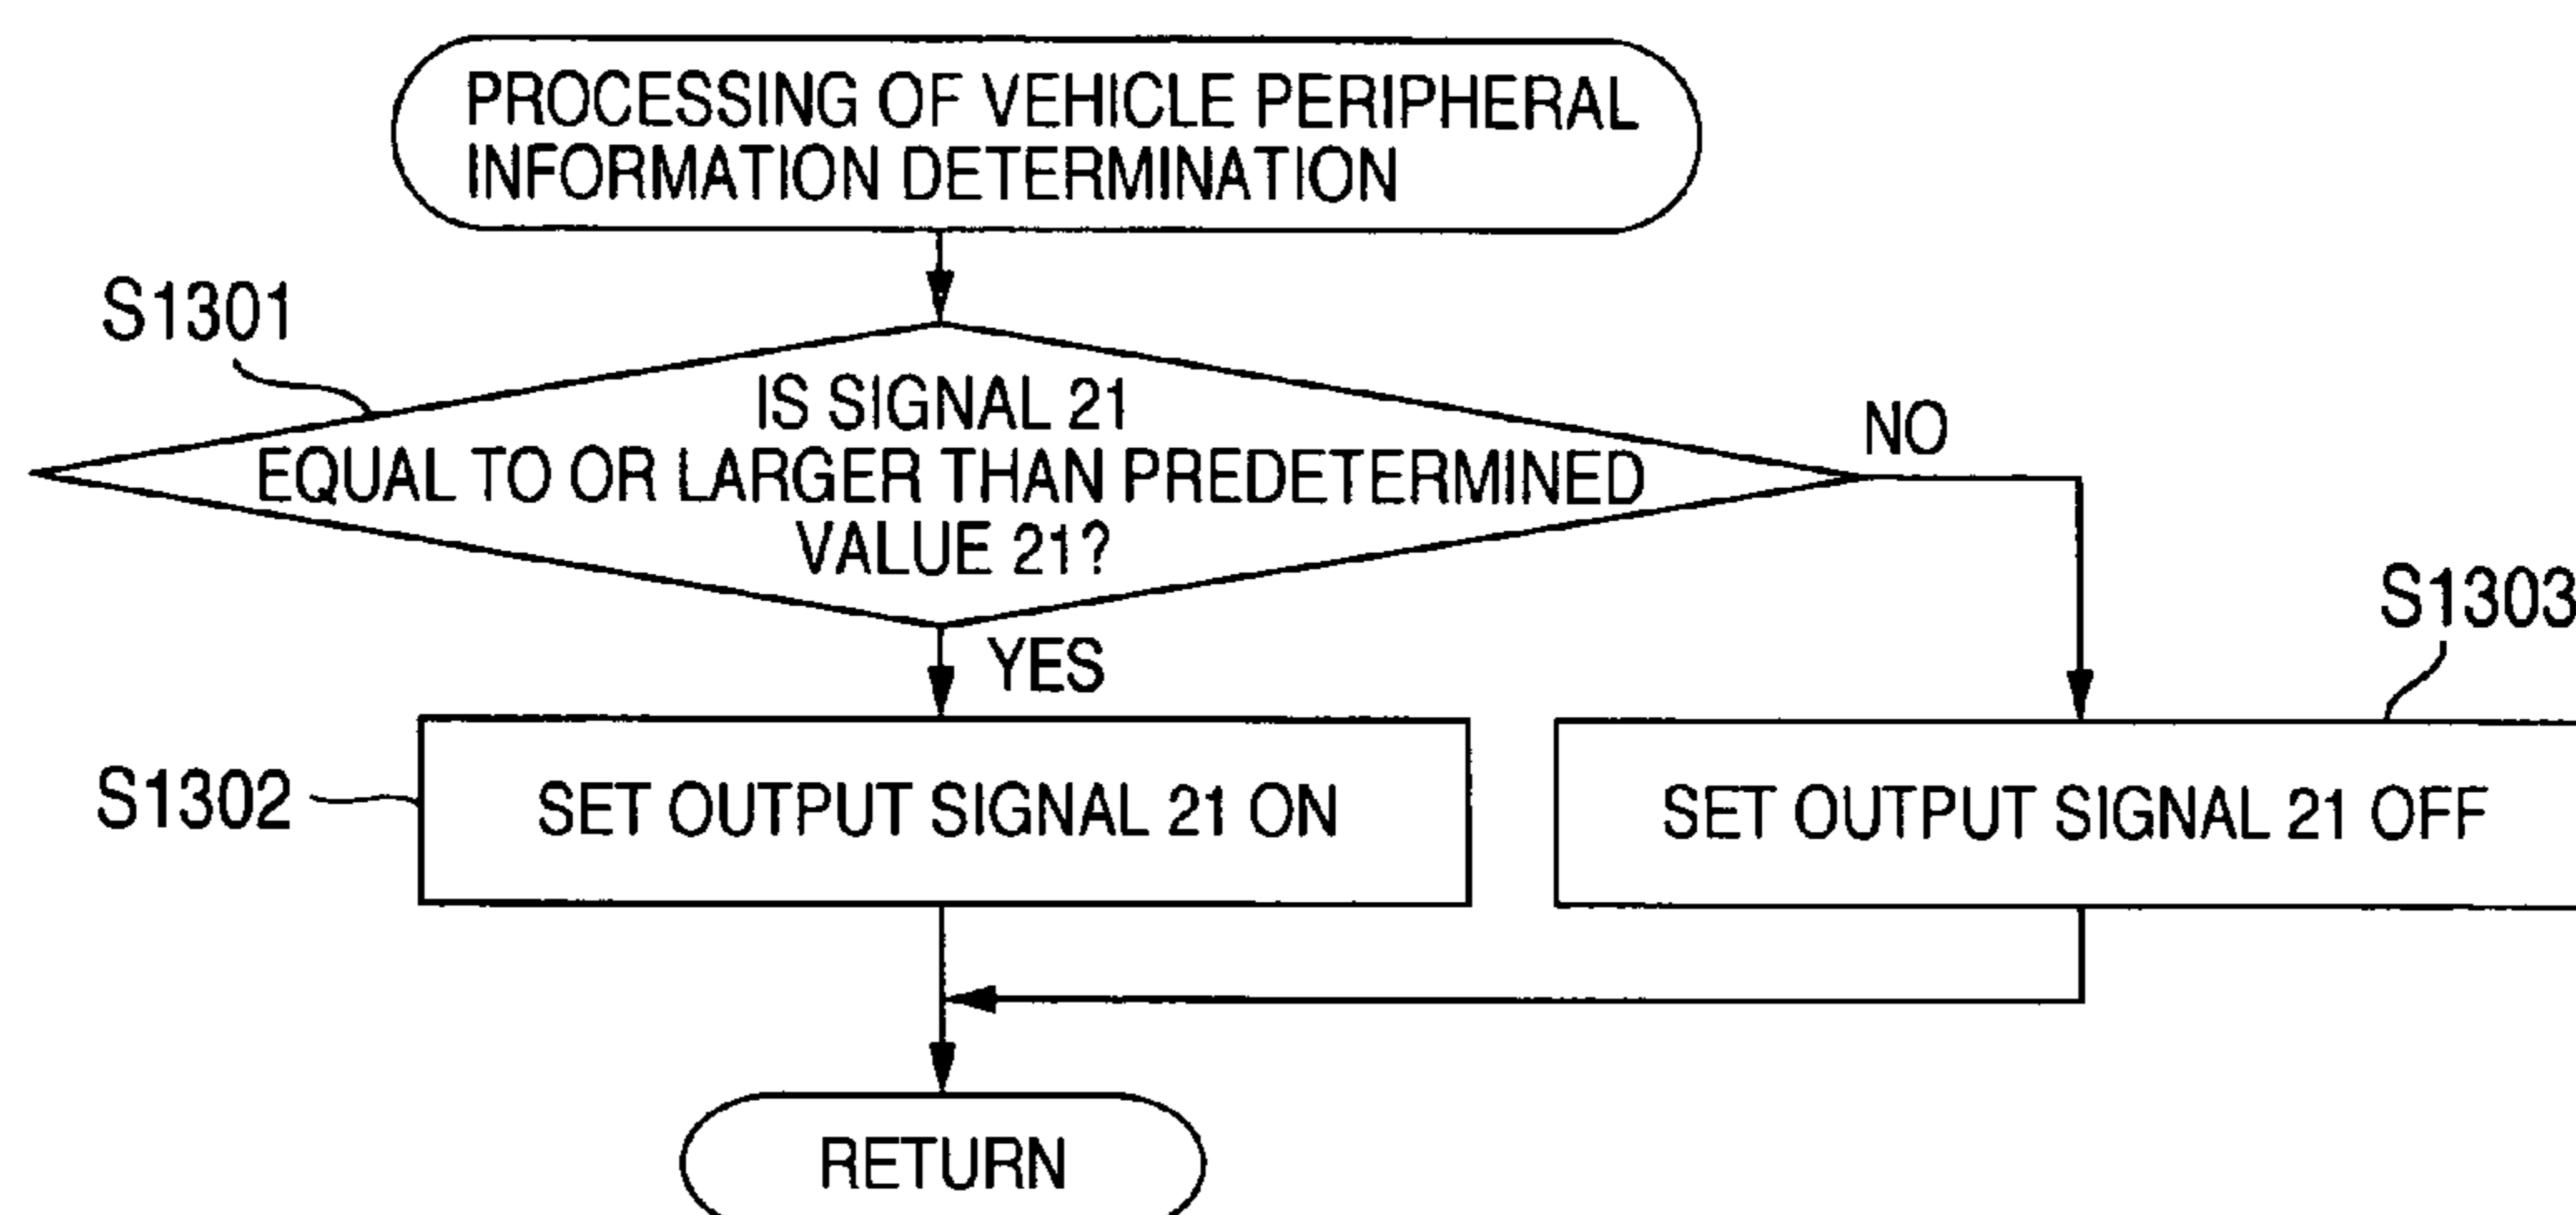 PROCESSING OF VEHICLE PERIPHERAL
INFORMATION DETERMINATION
S1301
IS SIGNAL 21
EQUAL TO OR LARGER THAN PREDETERMINED
VALUE 21?
NO
YES
S1303
S1302
SET OUTPUT SIGNAL 21 ON
SET OUTPUT SIGNAL 21 OFF
RETURN